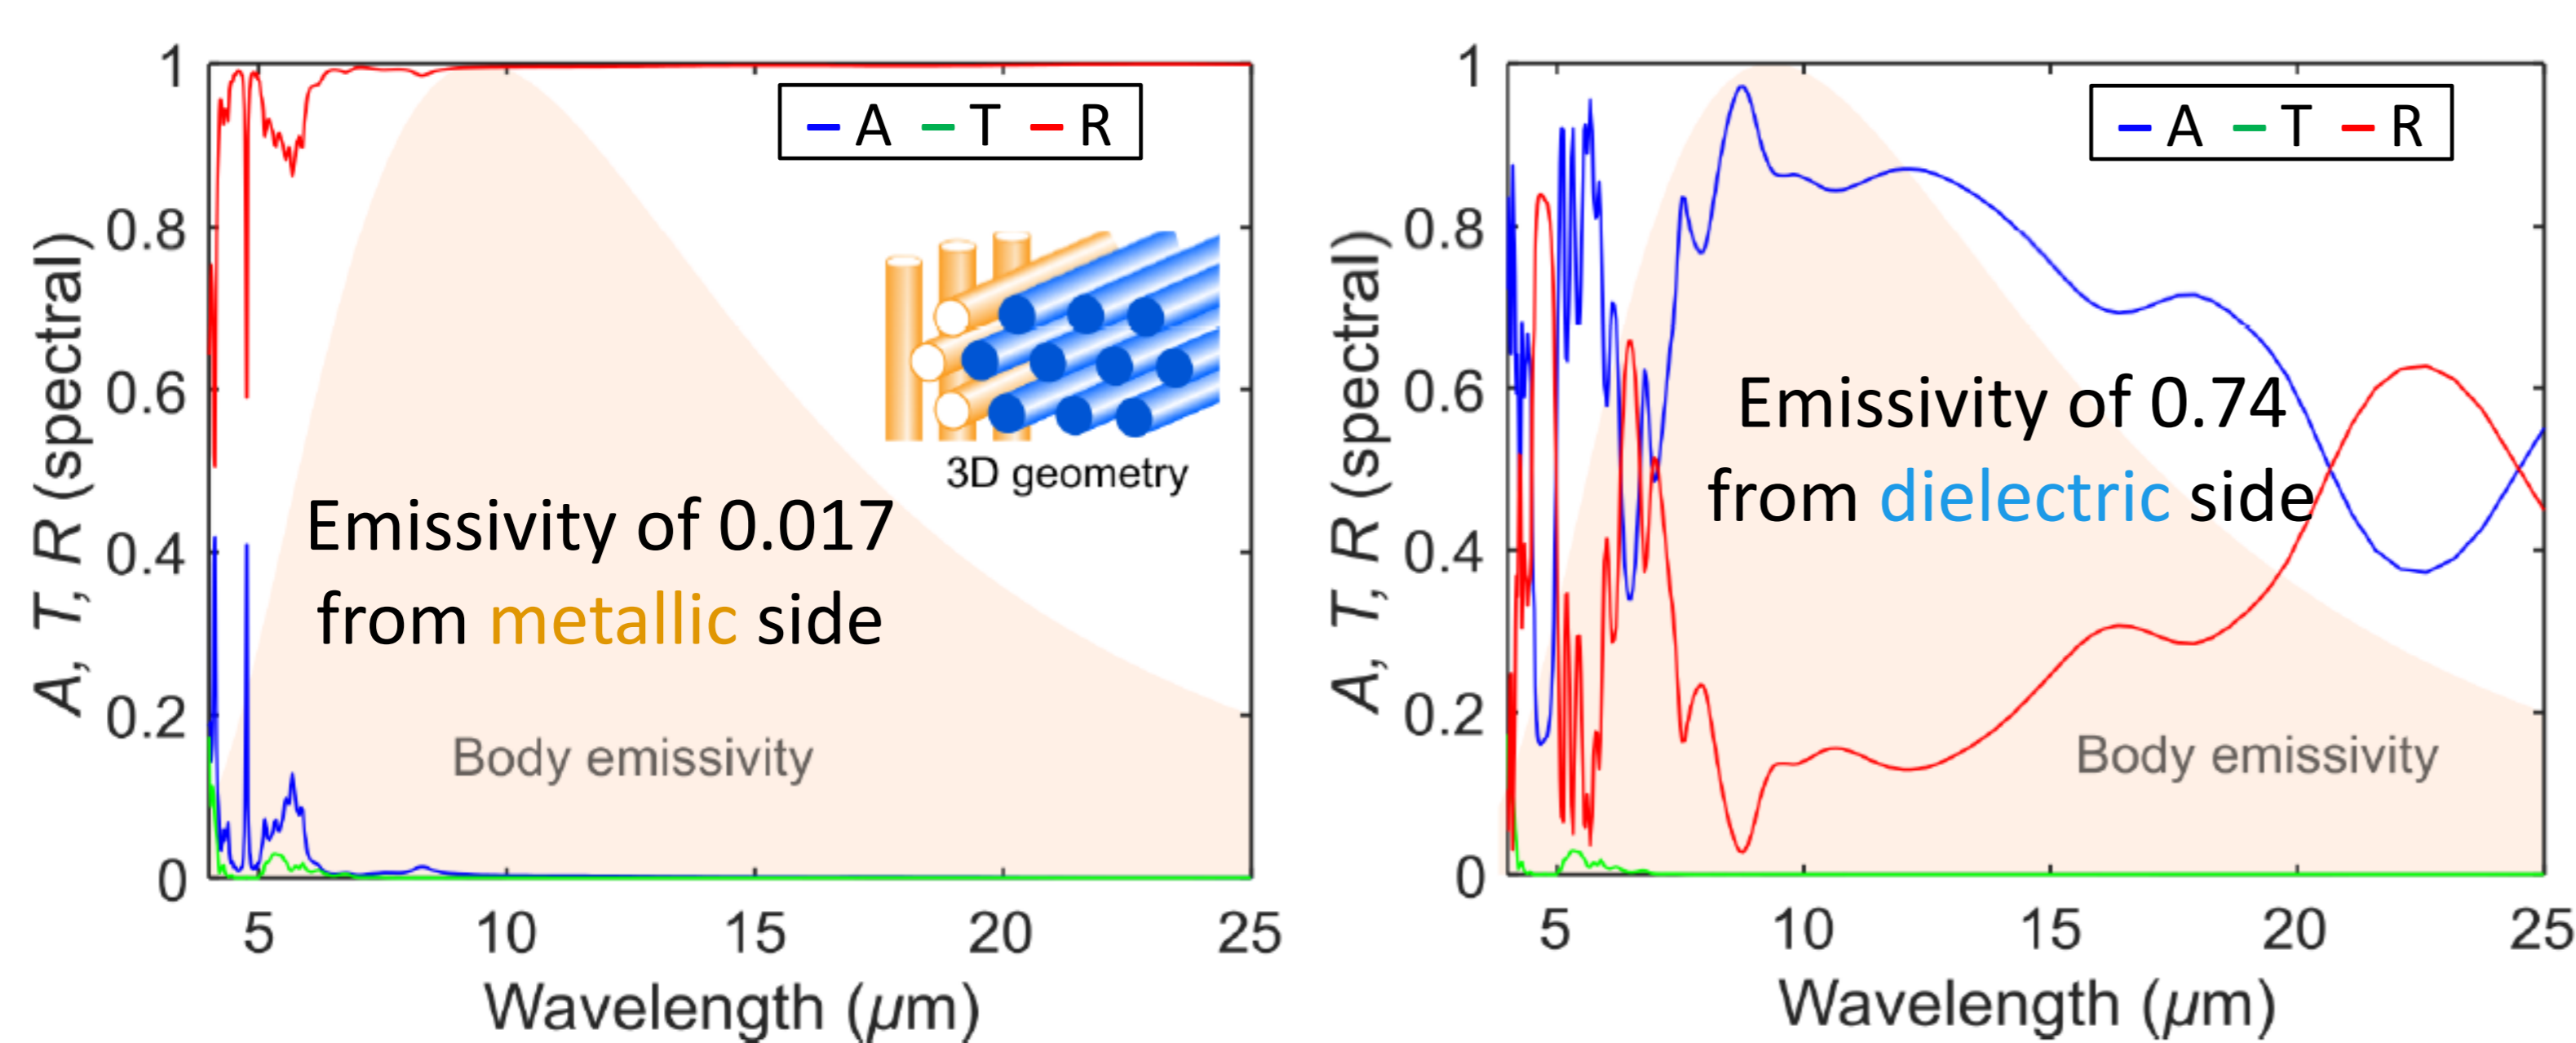 A, T, R (spectral)
1
0.8
0.6
0.4
0.2
0
A T R
3D geometry
Emissivity of 0.017
from metallic side
Body emissivity
5 10 15 20 25
Wavelength (μm)
A, T, R (spectral)
1
0.8
0.6
0.4
0.2
0
A T R
Emissivity of 0.74
from dielectric side
Body emissivity
5 10 15 20 25
Wavelength (μm)